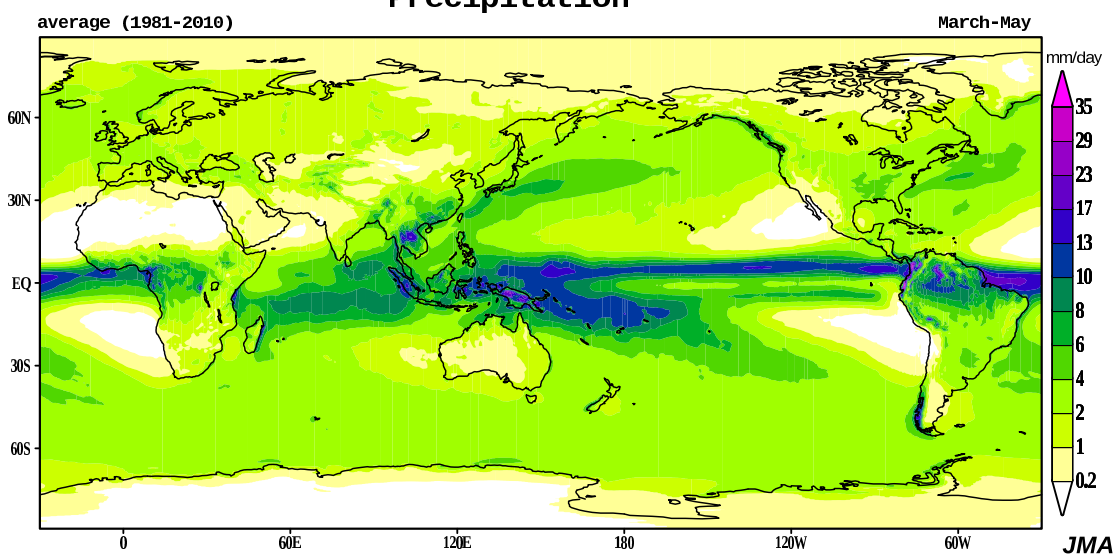 Precipitation
average (1981-2010) March-May
mm/day
35
29
23
17
13
10
8
6
4
2
1
0.2
60N
30N
EQ
30S
60S
0 60E 120E 180 120W 60W
JMA